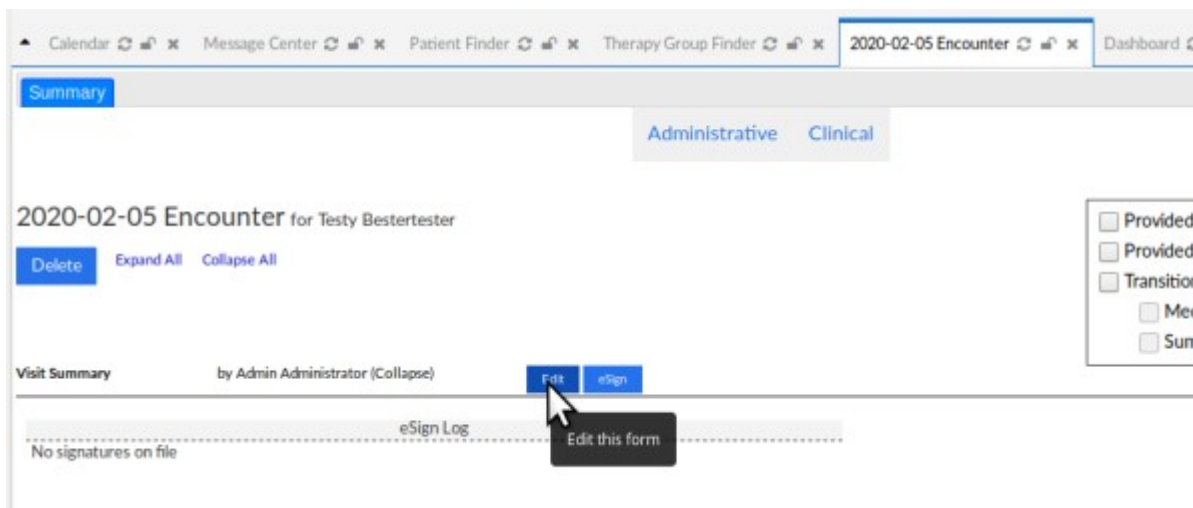 Calendar Message Center Patient Finder Therapy Group Finder 2020-02-05 Encounter Dashboard
Summary
Administrative Clinical
2020-02-05 Encounter for Testy Bestertester
Provided
Delete Expand All Collapse All
Provided
Transition
Visit Summary by Admin Administrator (Collapse) Edit eSign
eSign Log
Edit this form
No signatures on file